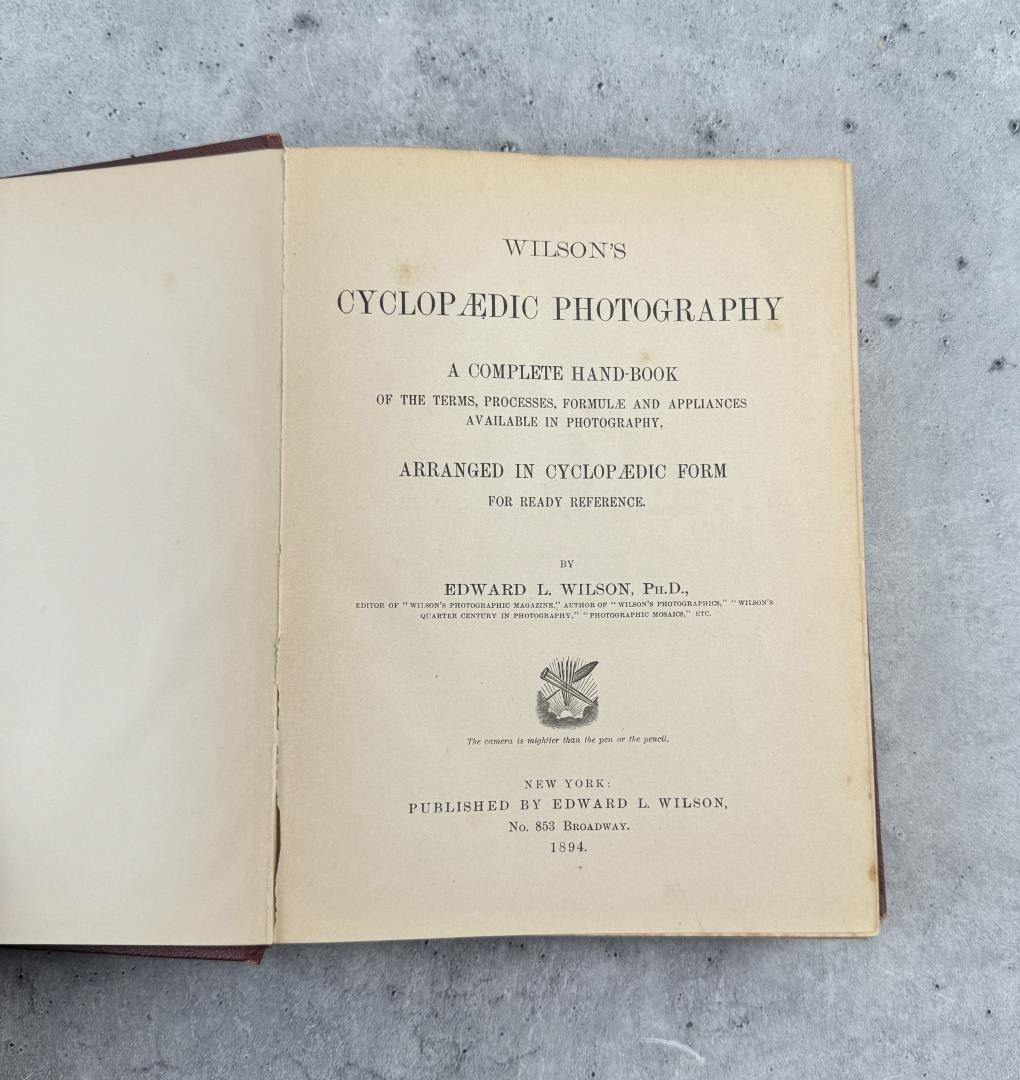 WILSON'S
CYCLOPÆDIC PHOTOGRAPHY
A COMPLETE HAND-BOOK
OF THE TERMS, PROCESSES, FORMULÆ AND APPLIANCES
AVAILABLE IN PHOTOGRAPHY,
ARRANGED IN CYCLOPÆDIC FORM
FOR READY REFERENCE.
BY
EDWARD L. WILSON, PH.D.,
EDITOR OF "WILSON'S PHOTOGRAPHIC MAGAZINE," AUTHOR OF "WILSON'S PHOTOGRAPHICS," "WILSON'S
QUARTER CENTURY IN PHOTOGRAPHY," "PHOTOGRAPHIC MOSAICS," ETC.
The camera is mightier than the pen or the pencil.
NEW YORK:
PUBLISHED BY EDWARD L. WILSON,
No. 853 BROADWAY.
1894.